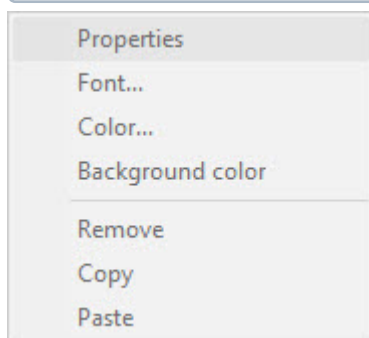 Properties
Font...
Color...
Background color
Remove
Copy
Paste